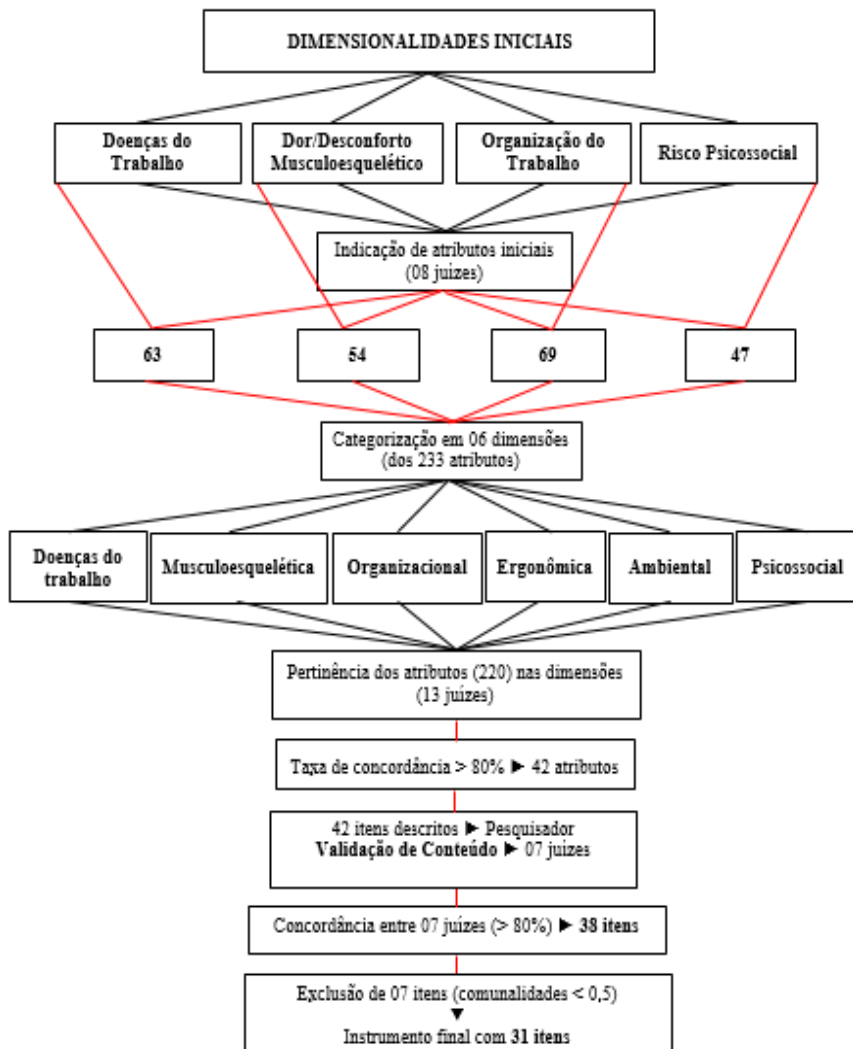 DIMENSIONALIDADES INICIAIS
Doenças do
Trabalho
Dor/Desconforto
Musculoesquelético
Organização do
Trabalho
Risco Psicossocial
Indicação de atributos iniciais
(08 juízes)
63
54
69
47
Categorização em 06 dimensões
(dos 233 atributos)
Doenças do
trabalho
Musculoesquelética
Organizacional
Ergonômica
Ambiental
Psicossocial
Pertinência dos atributos (220) nas dimensões
(13 juízes)
Taxa de concordância > 80% ► 42 atributos
42 itens descritos ► Pesquisador
Validação de Conteúdo ► 07 juízes
Concordância entre 07 juízes (> 80%) ► 38 itens
Exclusão de 07 itens (comunalidades < 0,5)
▼
Instrumento final com 31 itens